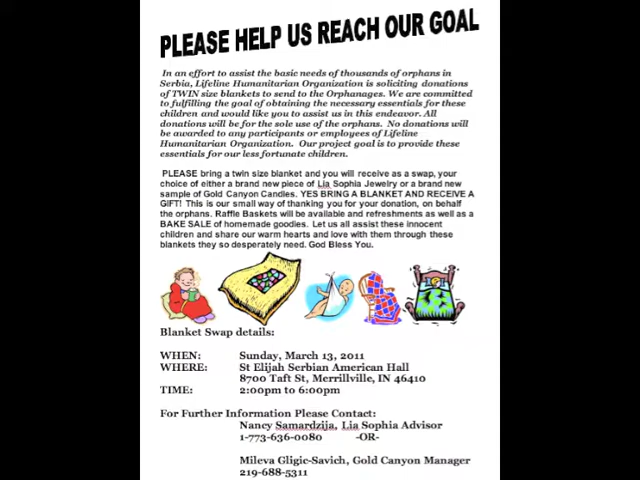 PLEASE HELP US REACH OUR GOAL
In an effort to assist the basic needs of thousands of orphans in
Serbia, Lifeline Humanitarian Organization is soliciting donations
of TWIN size blankets to send to the Orphanages. We are committed
to fulfilling the goal of obtaining the necessary essentials for these
children and would like you to assist us in this endeavor. All
donations will be for the sole use of the orphans. No donations will
be awarded to any participants or employees of Lifeline
Humanitarian Organization. Our project goal is to provide these
essentials for our less fortunate children.
PLEASE bring a twin size blanket and you will receive as a swap, your
choice of either a brand new piece of Lia Sophia Jewelry or a brand new
sample of Gold Canyon Candles. YES BRING A BLANKET AND RECEIVE A
GIFT! This is our small way of thanking you for your donation, on behalf
the orphans. Raffle Baskets will be available and refreshments as well as a
BAKE SALE of homemade goodies. Let us all assist these innocent
children and share our warm hearts and love with them through these
blankets they so desperately need. God Bless You.
Blanket Swap details:
WHEN: Sunday, March 13, 2011
WHERE: St Elijah Serbian American Hall
8700 Taft St, Merrillville, IN 46410
TIME: 2:00pm to 6:00pm
For Further Information Please Contact:
Nancy Samardzija, Lia Sophia Advisor
1-773-636-0080 -OR-
Mileva Gligic-Savich, Gold Canyon Manager
219-688-5311